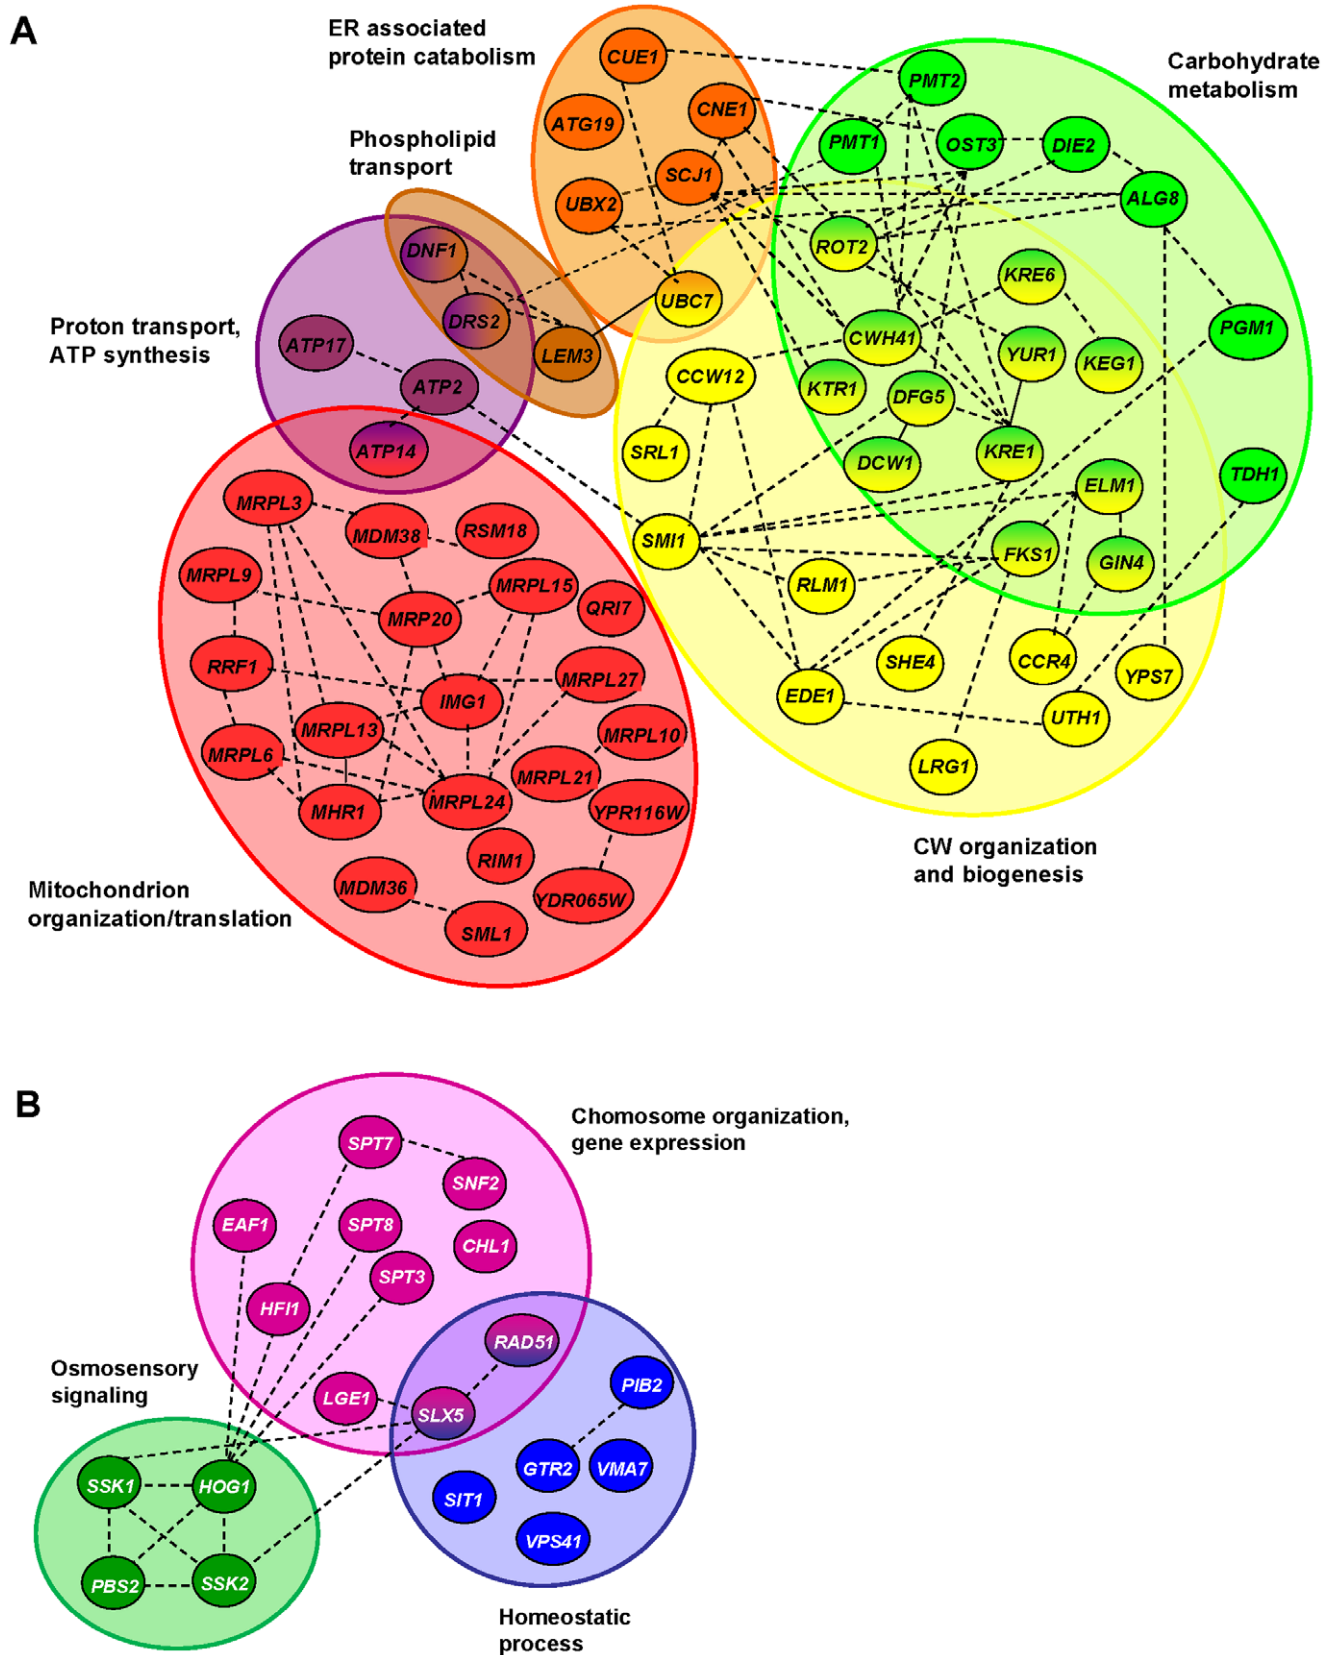 A
ER associated
protein catabolism
Carbohydrate
metabolism
Phospholipid
transport
Proton transport,
ATP synthesis
CUE1
PMT2
CNE1
ATG19
PMT1
OST3
DIE2
SCJ1
UBX2
ALG8
DNF1
ROT2
KRE6
UBC7
DRS2
PGM1
ATP17
LEM3
CWH41
YUR1
KEG1
CCW12
ATP2
KTR1
DFG5
ATP14
SRL1
DCW1
KRE1
TDH1
ELM1
MRPL3
MDM38
RSM18
SMI1
FKS1
GIN4
MRPL9
MRPL15
RLM1
QRI7
MRP20
RRF1
SHE4
CCR4
YPS7
MRPL27
IMG1
EDE1
UTH1
MRPL13
MRPL10
MRPL6
LRG1
MRPL21
MHR1
MRPL24
YPR116W
RIM1
MDM36
YDR065W
SML1
CW organization
and biogenesis
Mitochondrion
organization/translation
B
Chomosome organization,
gene expression
SPT7
SNF2
EAF1
SPT8
CHL1
SPT3
HFI1
RAD51
Osmosensory
signaling
PIB2
LGE1
SLX5
GTR2
VMA7
SSK1
HOG1
SIT1
VPS41
PBS2
SSK2
Homeostatic
process